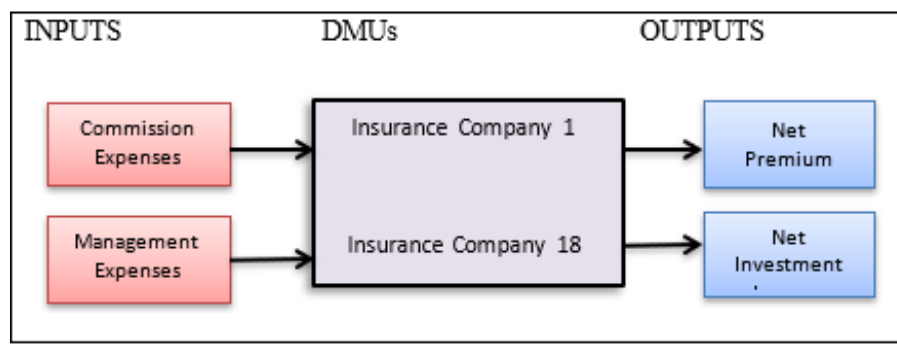 INPUTS DMUs OUTPUTS
Commission
Expenses
Insurance Company 1
Net
Premium
Management
Expenses
Insurance Company 18
Net
Investment